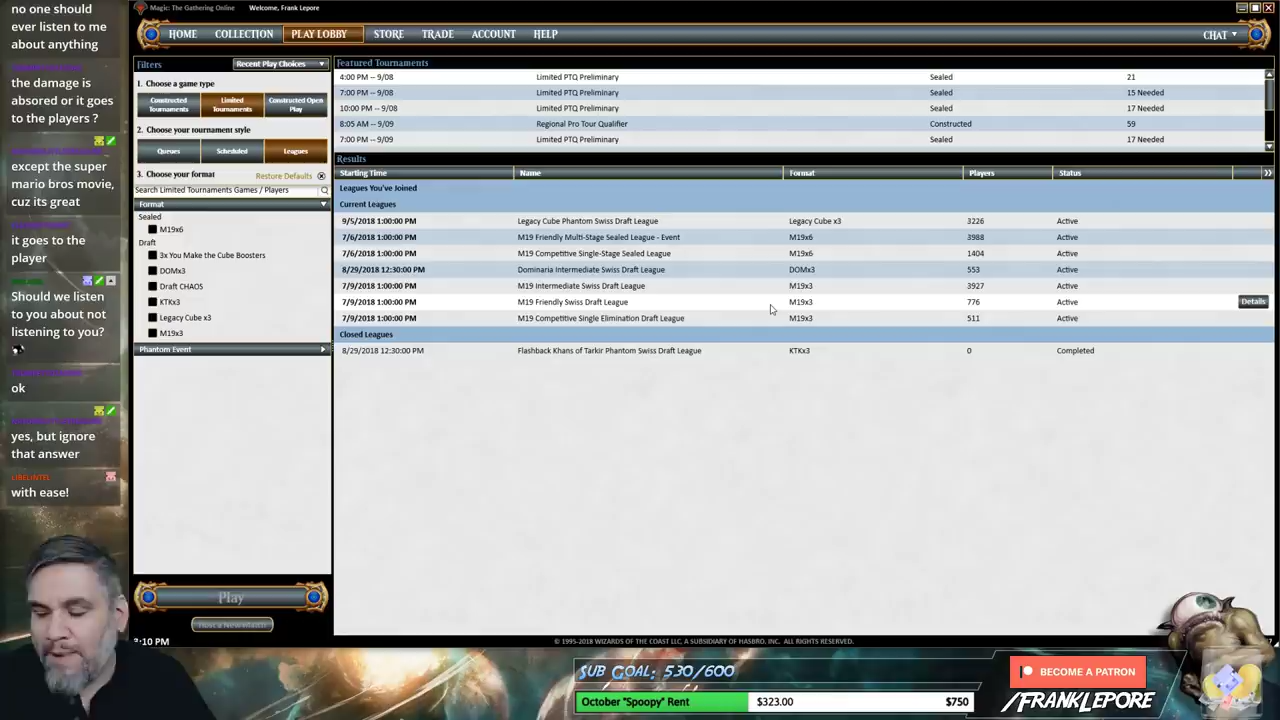 Magic: The Gathering Online Welcome, Frank Lepore
HOME COLLECTION PLAY LOBBY STORE TRADE ACCOUNT HELP CHAT
no one should
ever listen to you
about anything
the damage is
sponsored or it goes
to the players ?
except the super
mario bros movie,
cuz its great
it goes to the
player
Should we listen
to you about not
listening to you?
ok
yes, but ignore
that answer
LIBELINTEL
with ease!
Filters Recent Play Choices
1. Choose a game type
Constructed Tournaments Limited Tournaments Constructed Open Play
2. Choose your tournament style
Queues Scheduled Leagues
3. Choose your format Restore Defaults
Search Limited Tournaments Games / Players
Format
Sealed
M19x6
Draft
3x You Make the Cube Boosters
DOMx3
Draft CHAOS
KTKx3
Legacy Cube x3
M19x3
Phantom Event
Play
:10 PM
Featured Tournaments
4:00 PM -- 9/08 Limited PTQ Preliminary Sealed 21
7:00 PM -- 9/08 Limited PTQ Preliminary Sealed 15 Needed
10:00 PM -- 9/08 Limited PTQ Preliminary Sealed 17 Needed
8:05 AM -- 9/09 Regional Pro Tour Qualifier Constructed 59
7:00 PM -- 9/09 Limited PTQ Preliminary Sealed 17 Needed
Results
Starting Time Name Format Players Status
Leagues You've Joined
Current Leagues
9/5/2018 1:00:00 PM Legacy Cube Phantom Swiss Draft League Legacy Cube x3 3226 Active
7/6/2018 1:00:00 PM M19 Friendly Multi-Stage Sealed League - Event M19x6 3988 Active
7/6/2018 1:00:00 PM M19 Competitive Single-Stage Sealed League M19x6 1404 Active
8/29/2018 12:30:00 PM Dominaria Intermediate Swiss Draft League DOMx3 553 Active
7/9/2018 1:00:00 PM M19 Intermediate Swiss Draft League M19x3 3927 Active
7/9/2018 1:00:00 PM M19 Friendly Swiss Draft League M19x3 776 Active Details
7/9/2018 1:00:00 PM M19 Competitive Single Elimination Draft League M19x3 511 Active
Closed Leagues
8/29/2018 12:30:00 PM Flashback Khans of Tarkir Phantom Swiss Draft League KTKx3 0 Completed
© 1995-2018 WIZARDS OF THE COAST LLC, A SUBSIDIARY OF HASBRO, INC. ALL RIGHTS RESERVED.
SUB GOAL: 530/600
October "Spoopy" Rent $323.00 $750
BECOME A PATRON
/FRANKLEPORE